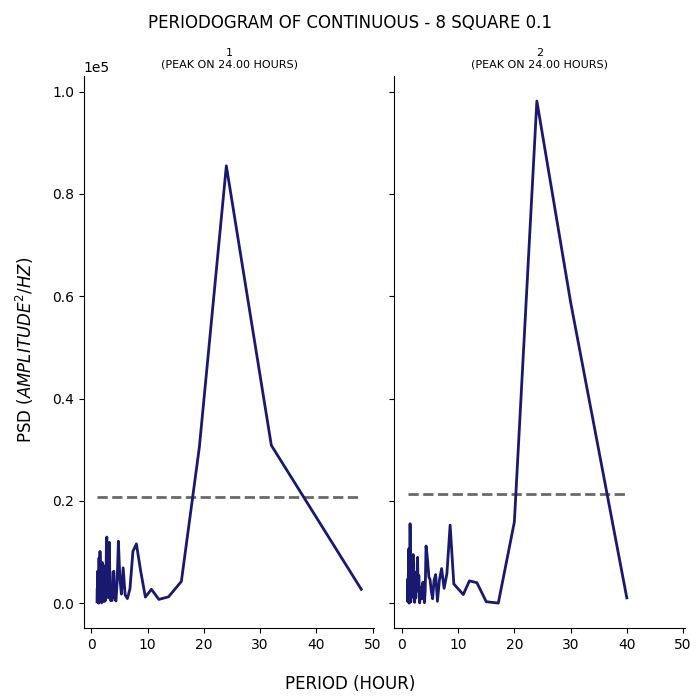 PERIODOGRAM OF CONTINUOUS - 8 SQUARE 0.1
1
(PEAK ON 24.00 HOURS)
2
(PEAK ON 24.00 HOURS)
1e5
1.0
0.8
0.6
0.4
0.2
0.0
PSD (AMPLITUDE²/HZ)
0 10 20 30 40 50
0 10 20 30 40 50
PERIOD (HOUR)